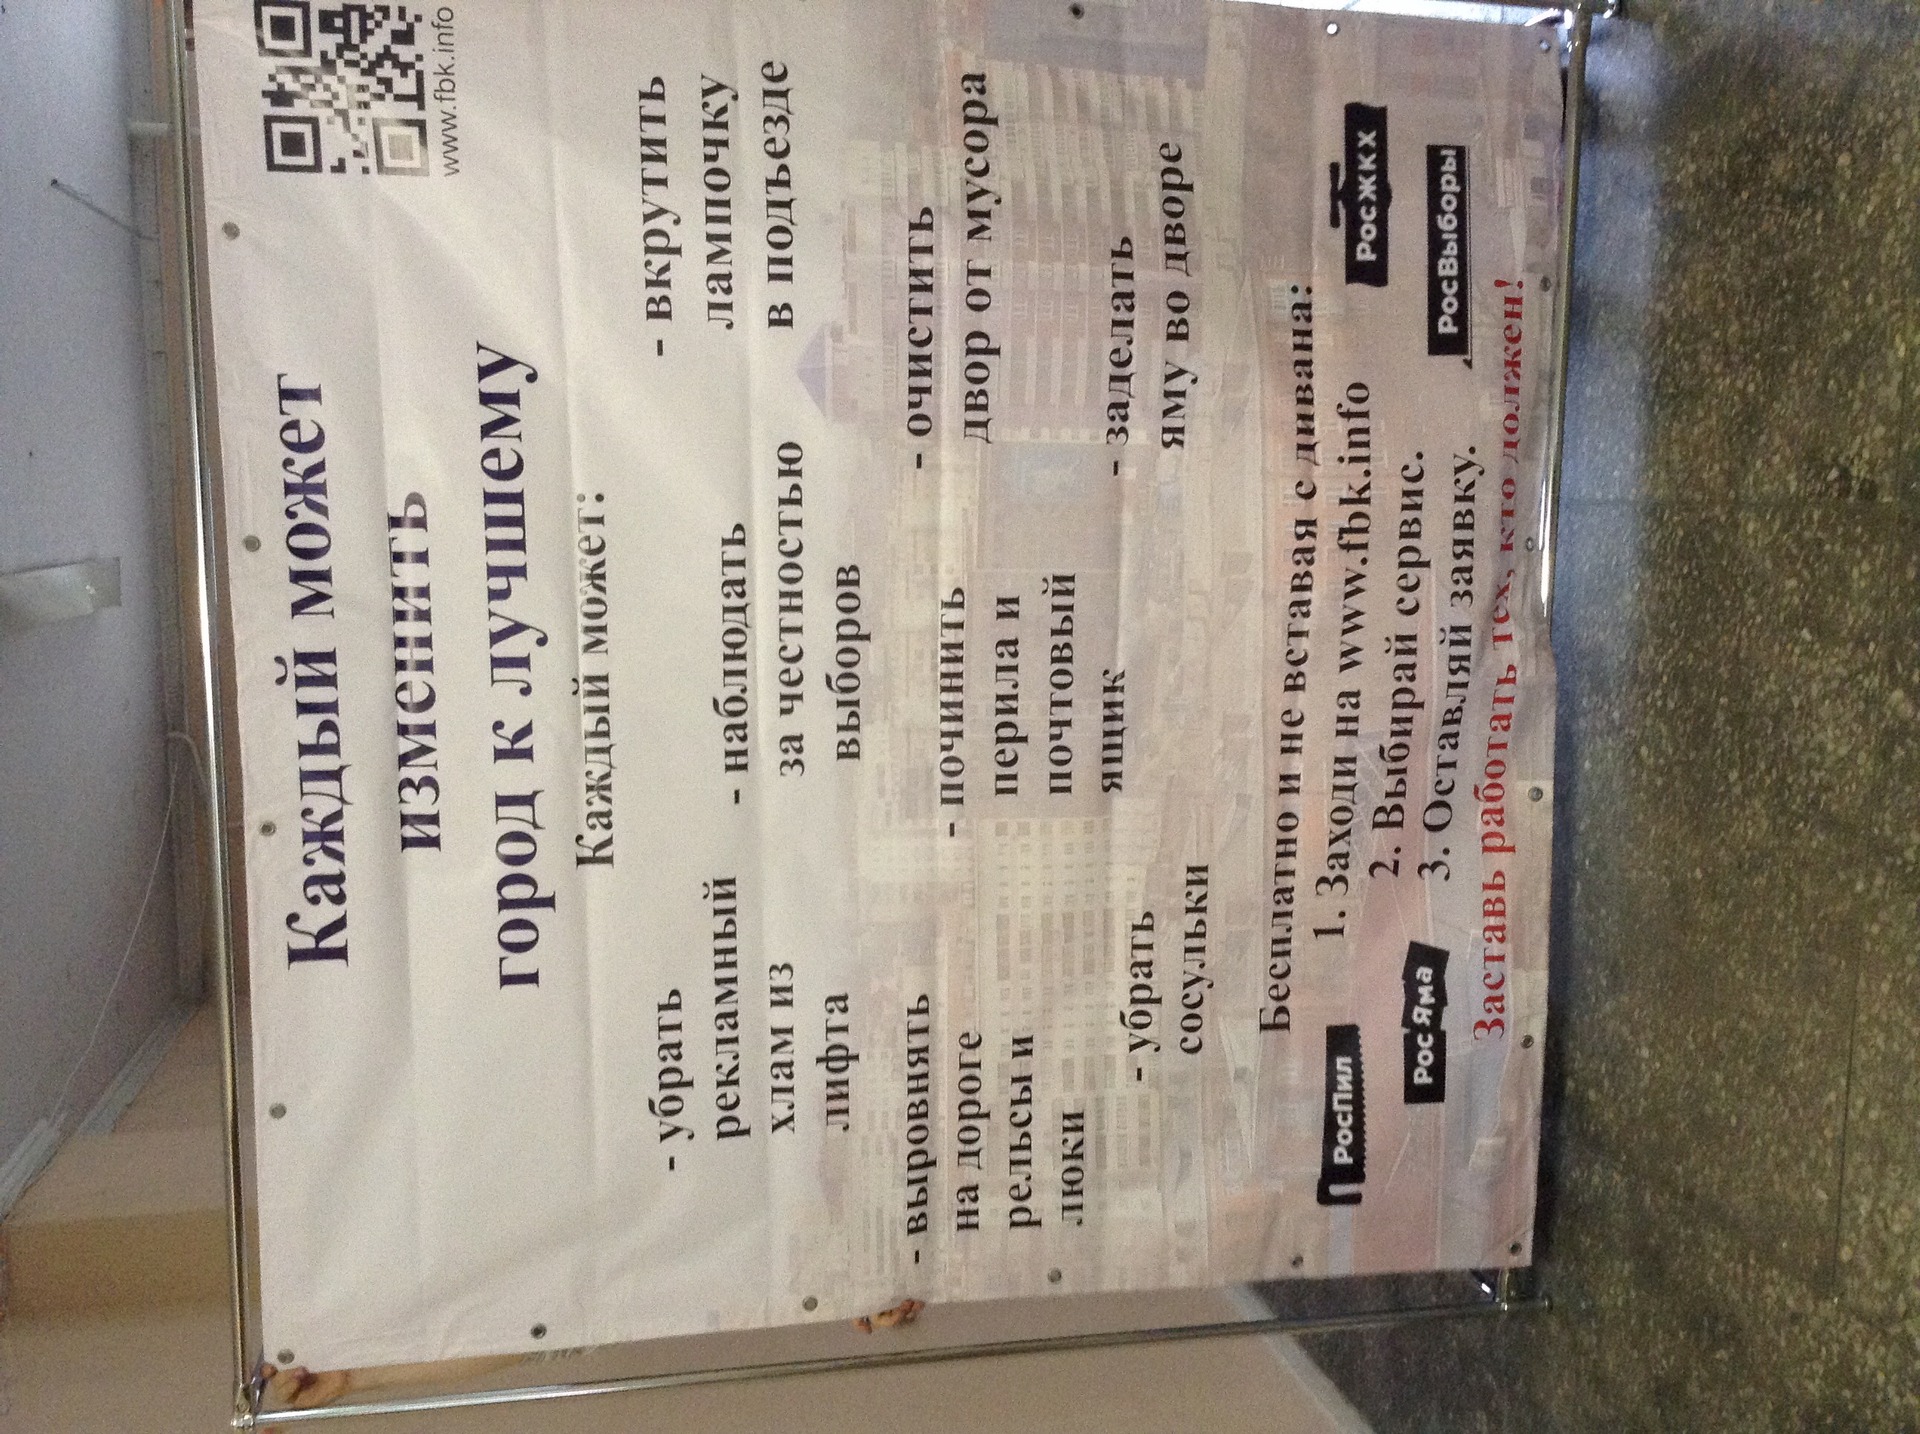 Каждый может
изменить
город к лучшему
www.fbk.info
Каждый может:
- убрать
рекламный
хлам из
лифта
- наблюдать
за честностью
выборов
- вкрутить
лампочку
в подъезде
- выровнять
на дороге
рельсы и
люки
- починить
перила и
почтовый
ящик
- очистить
двор от мусора
- убрать
сосульки
- заделать
яму во дворе
Бесплатно и не вставая с дивана:
1. Заходи на www.fbk.info
2. Выбирай сервис.
3. Оставляй заявку.
Заставь работать тех, кто должен!
РосПил
РосЯма
РосЖКХ
РосВыборы